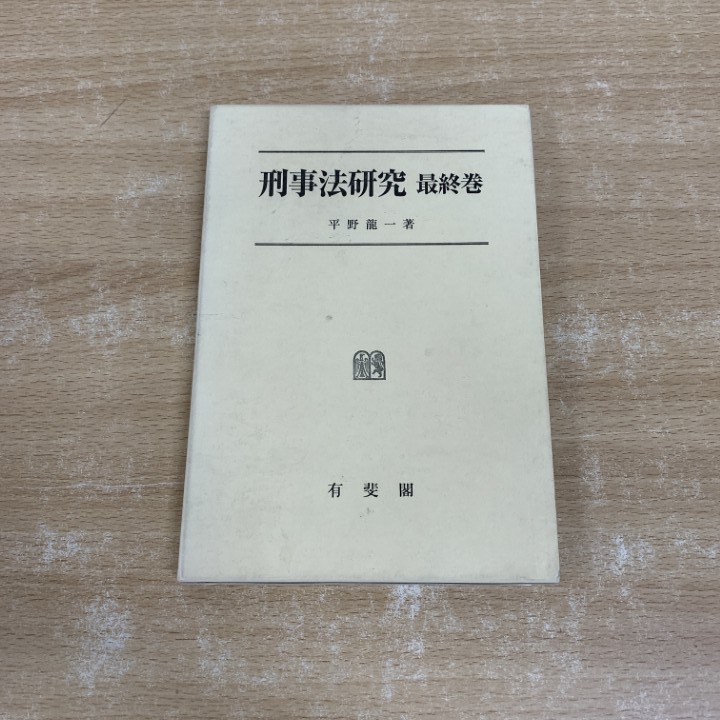 刑事法研究 最終巻
平野龍一著
有斐閣